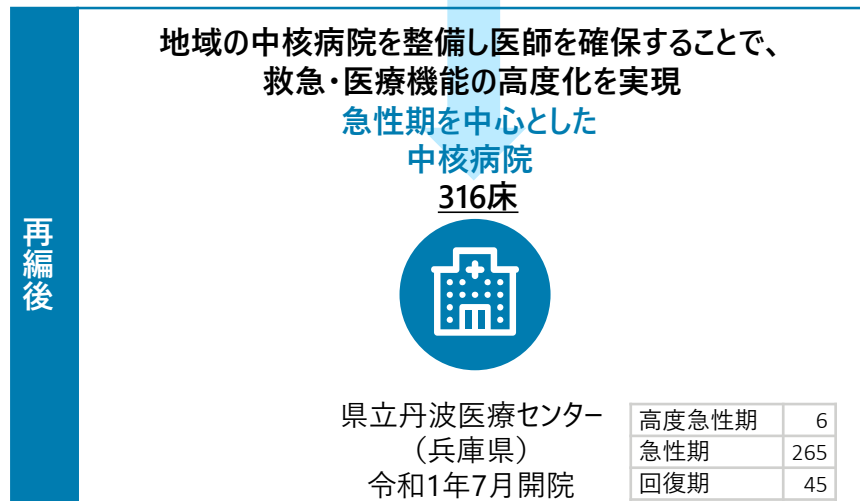 地域の中核病院を整備し医師を確保することで、
救急・医療機能の高度化を実現
急性期を中心とした
中核病院
316床
再編後
県立丹波医療センター
（兵庫県）
令和1年7月開院
高度急性期 6
急性期 265
回復期 45